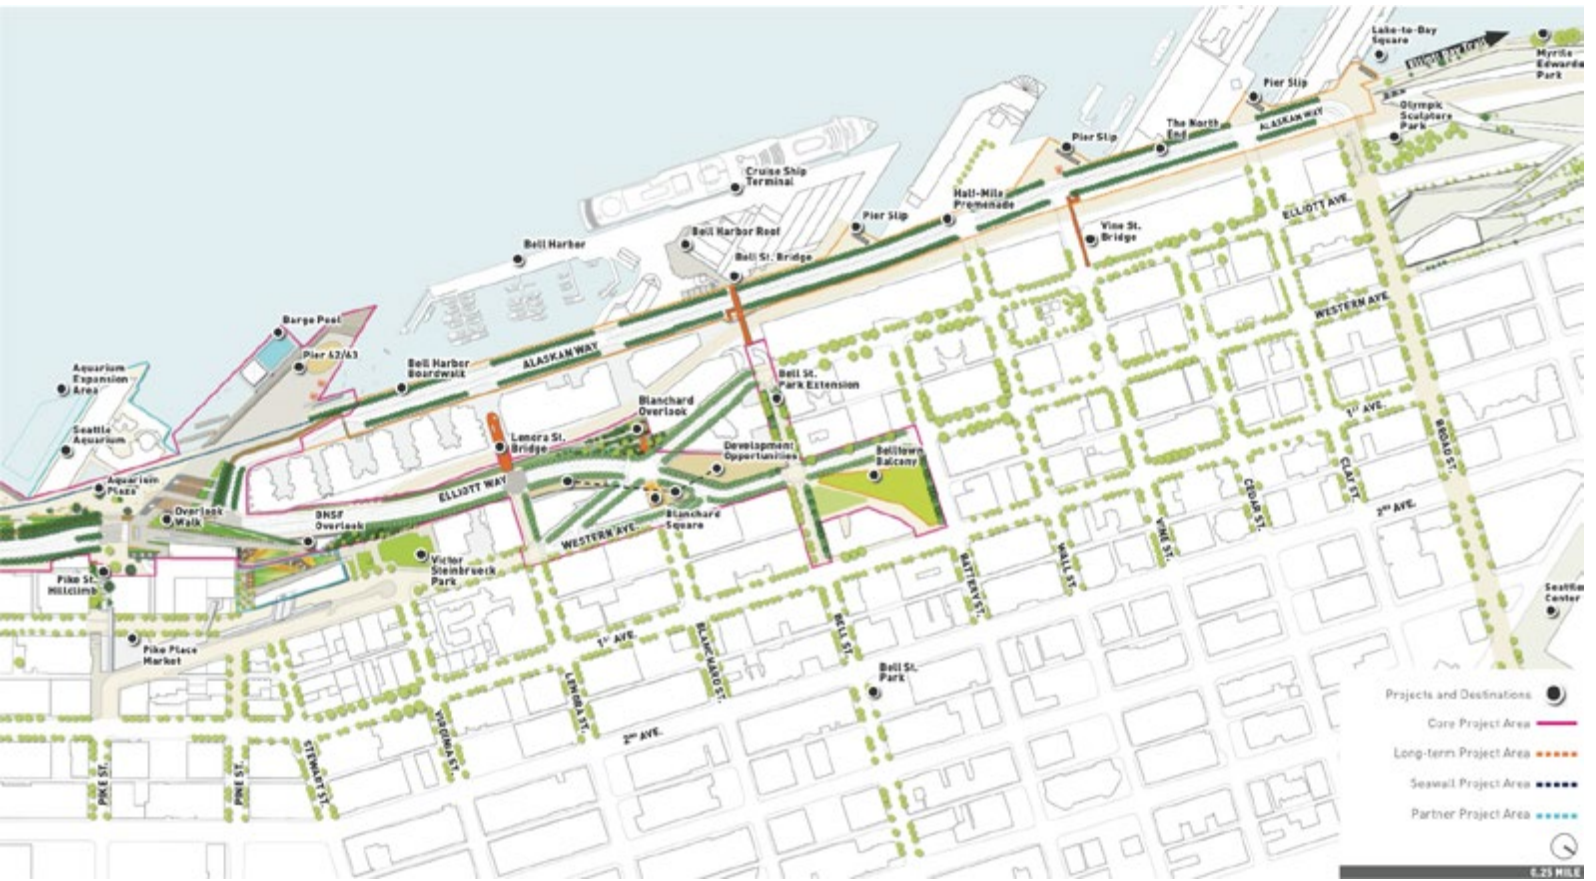 Lake-to-Bay
Square
Elliott Bay Trail
Myrtle
Edwards
Park
Pier Slip
Olympic
Sculpture
Park
ALASKAN WAY
The North
End
Pier Slip
Cruise Ship
Terminal
Half-Mile
Promenade
Pier Slip
ELLIOTT AVE.
Vine St.
Bridge
Bell Harbor Roof
Bell Harbor
Bell St. Bridge
WESTERN AVE.
Barge Pool
Pier 62/63
ALASKAN WAY
Bell Harbor
Boardwalk
Aquarium
Expansion
Area
Bell St.
Park Extension
Blanchard
Overlook
1ST AVE.
BROAD ST.
Seattle
Aquarium
Lenora St.
Bridge
Development
Opportunities
Belltown
Balcony
CLAY ST.
CEDAR ST.
Aquarium
Plaza
ELLIOTT WAY
Overlook
Walk
BNSF
Overlook
Blanchard
Square
2ND AVE.
WESTERN AVE.
VINE ST.
WALL ST.
BATTERY ST.
Victor
Steinbrueck
Park
Pike St.
Hillclimb
Seattle
Center
Pike Place
Market
1ST AVE.
BELL ST.
BLANCHARD ST.
Bell St.
Park
LENORA ST.
2ND AVE.
VIRGINIA ST.
STEWART ST.
PINE ST.
PIKE ST.
Projects and Destinations
Core Project Area
Long-term Project Area
Seawall Project Area
Partner Project Area
0.25 MILE